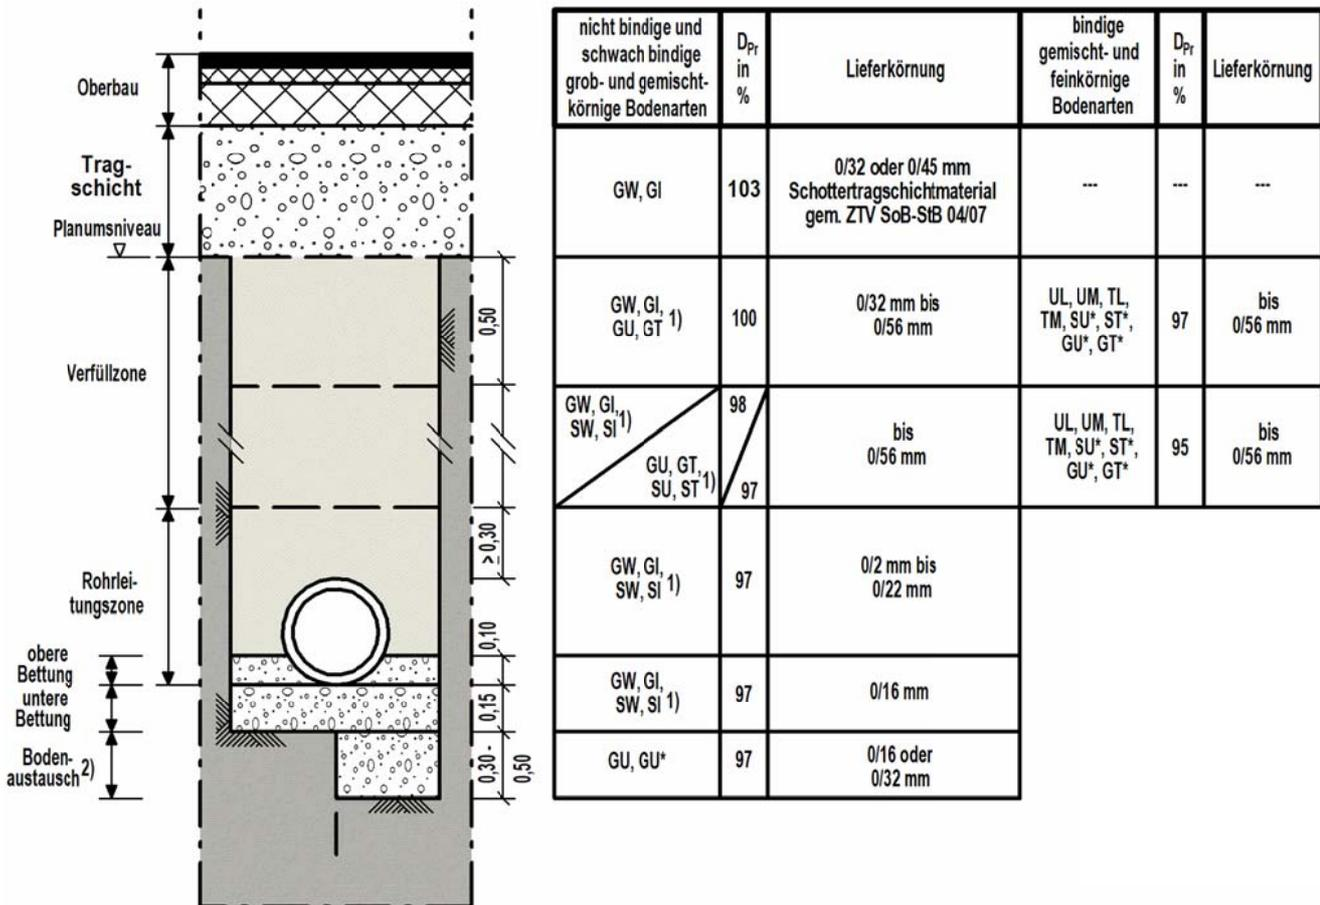 Oberbau
Trag-
schicht
Planumsniveau
Verfüllzone
Rohrlei-
tungszone
obere
Bettung
untere
Bettung
Boden-
austausch 2)
0,50
≥ 0,30
0,10
0,15
0,30 -
0,50
nicht bindige und
schwach bindige
grob- und gemischt-
körnige Bodenarten
DPr
in
%
Lieferkörnung
bindige
gemischt- und
feinkörnige
Bodenarten
DPr
in
%
Lieferkörnung
GW, GI
103
0/32 oder 0/45 mm
Schottertragschichtmaterial
gem. ZTV SoB-StB 04/07
---
---
---
GW, GI,
GU, GT 1)
100
0/32 mm bis
0/56 mm
UL, UM, TL,
TM, SU*, ST*,
GU*, GT*
97
bis
0/56 mm
GW, GI,
SW, SI 1)
GU, GT,
SU, ST 1)
98
97
bis
0/56 mm
UL, UM, TL,
TM, SU*, ST*,
GU*, GT*
95
bis
0/56 mm
GW, GI,
SW, SI 1)
97
0/2 mm bis
0/22 mm
GW, GI,
SW, SI 1)
97
0/16 mm
GU, GU*
97
0/16 oder
0/32 mm